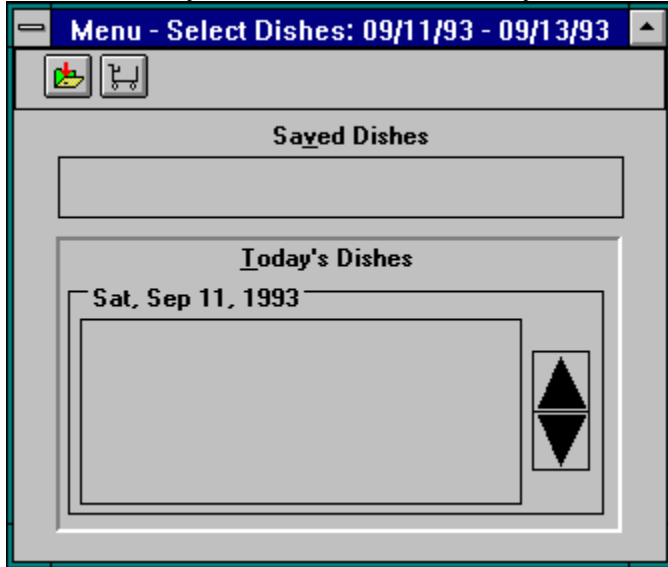 Menu - Select Dishes: 09/11/93 - 09/13/93
Saved Dishes
Today's Dishes
Sat, Sep 11, 1993